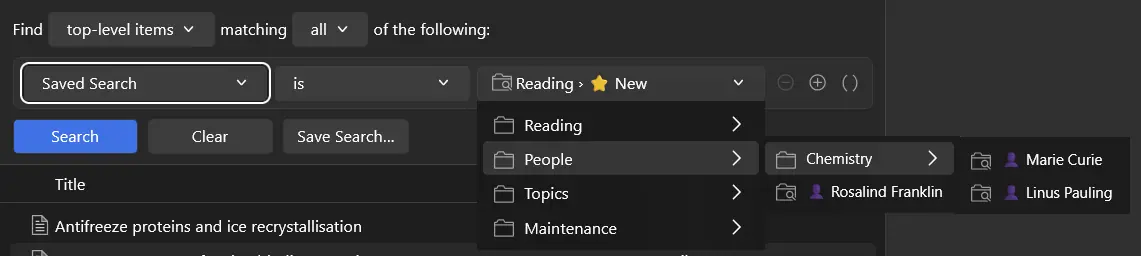 Find top-level items matching all of the following:
Saved Search is Reading › ⭐ New
Search Clear Save Search...
Reading
People
Topics
Maintenance
Chemistry
👤 Rosalind Franklin
👤 Marie Curie
👤 Linus Pauling
Title
Antifreeze proteins and ice recrystallisation